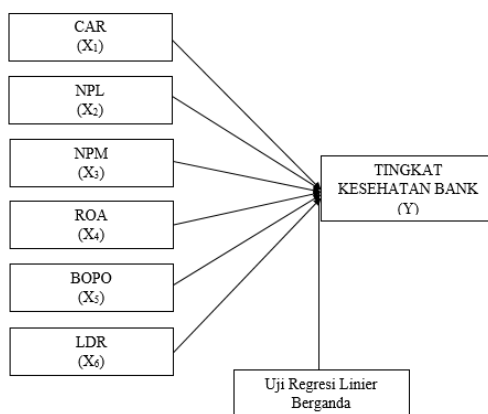 CAR
(X₁)
NPL
(X₂)
NPM
(X₃)
ROA
(X₄)
BOPO
(X₅)
LDR
(X₆)
TINGKAT
KESEHATAN BANK
(Y)
Uji Regresi Linier
Berganda